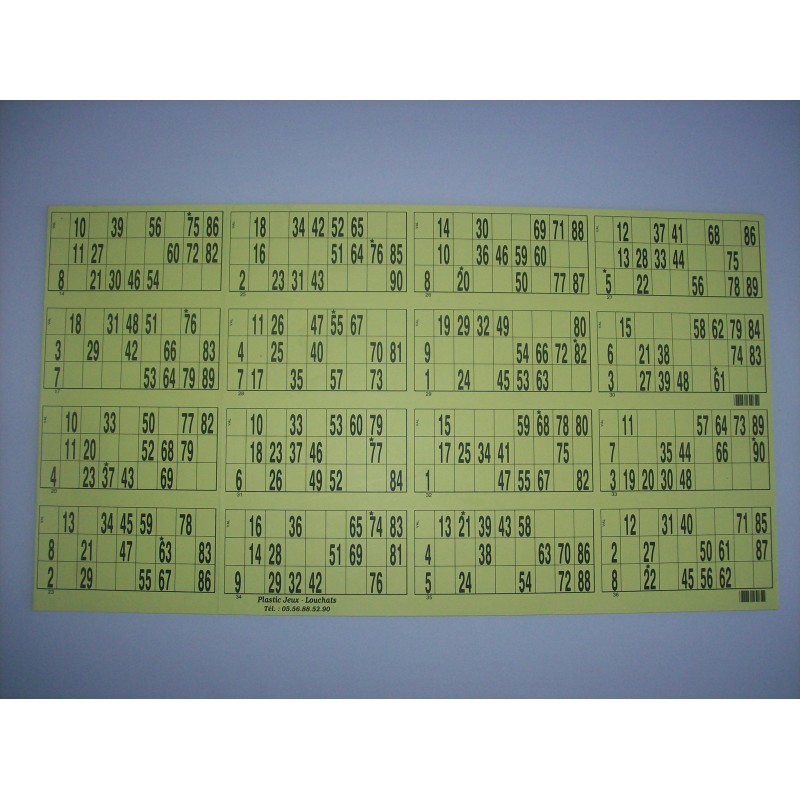 10 39 56 *75 86
11 27 60 72 82
8 21 30 46 54
18 34 42 52 65
16 51 64 *76 85
2 23 31 43 90
14 30 69 71 88
10 36 46 59 60
8 *20 50 77 87
12 37 41 68 86
13 28 33 44 75
*5 22 56 78 89
18 31 48 51 *76
3 29 42 66 83
7 53 64 79 89
11 26 47 *55 67
4 25 40 70 81
7 17 35 57 73
19 29 32 49 80
9 54 66 72 *82
1 24 45 53 63
15 58 62 79 84
6 21 38 74 83
3 27 39 48 *61
10 33 50 77 82
11 20 52 68 79
4 23 *37 43 69
10 33 53 60 79
18 23 37 46 *77
6 26 49 52 84
15 59 *68 78 80
17 25 34 41 75
1 47 55 67 82
11 57 64 73 89
7 35 44 66 *90
3 19 20 30 48
13 34 45 59 78
8 21 47 *63 83
2 29 55 67 86
16 36 65 *74 83
14 28 51 69 81
9 29 32 42 76
13 *21 39 43 58
4 38 63 70 86
5 24 54 72 88
12 31 40 71 85
2 27 50 61 87
8 *22 45 56 62
Plastic Jeux - Louchats
Tél. : 05.56.88.52.90